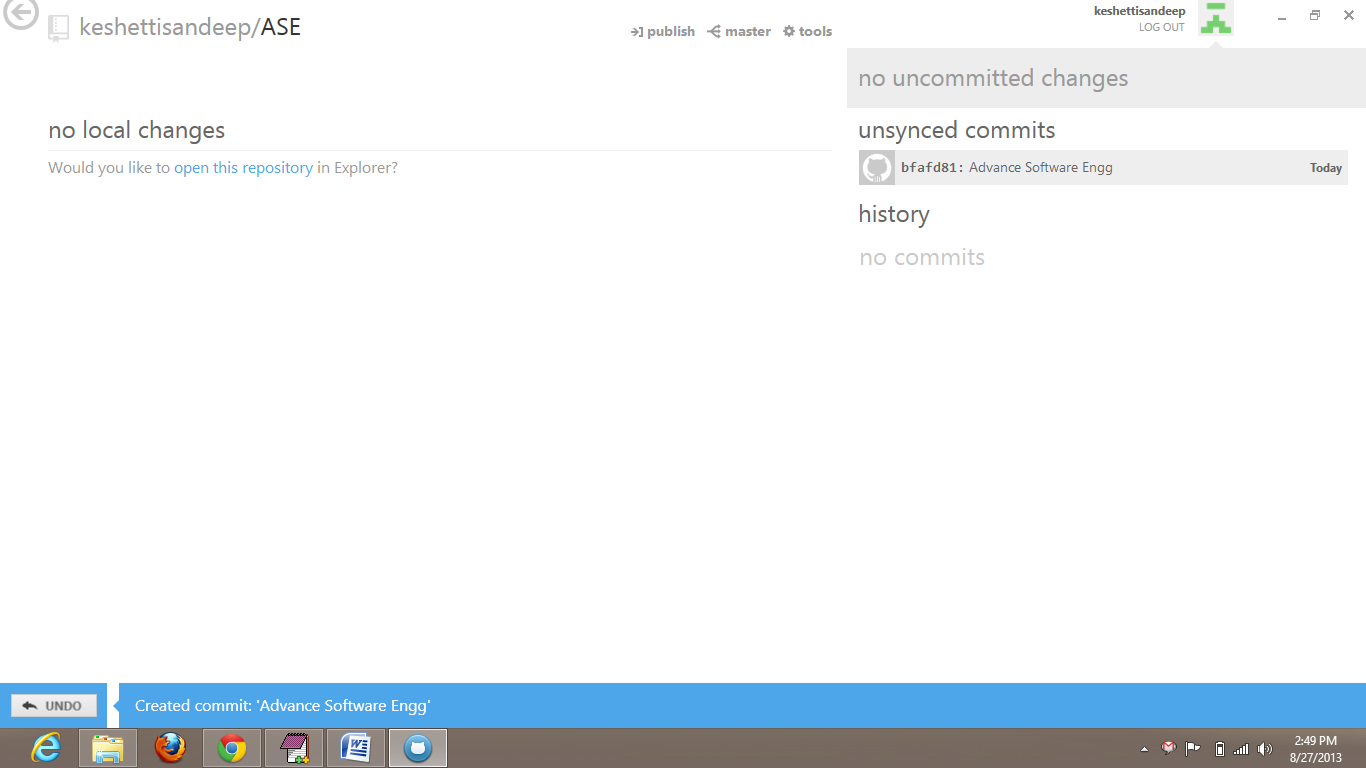 keshettisandeep/ASE
publish master tools
keshettisandeep
LOG OUT
no uncommitted changes
no local changes
Would you like to open this repository in Explorer?
unsynced commits
bfafd81: Advance Software Engg Today
history
no commits
UNDO
Created commit: 'Advance Software Engg'
2:49 PM
8/27/2013